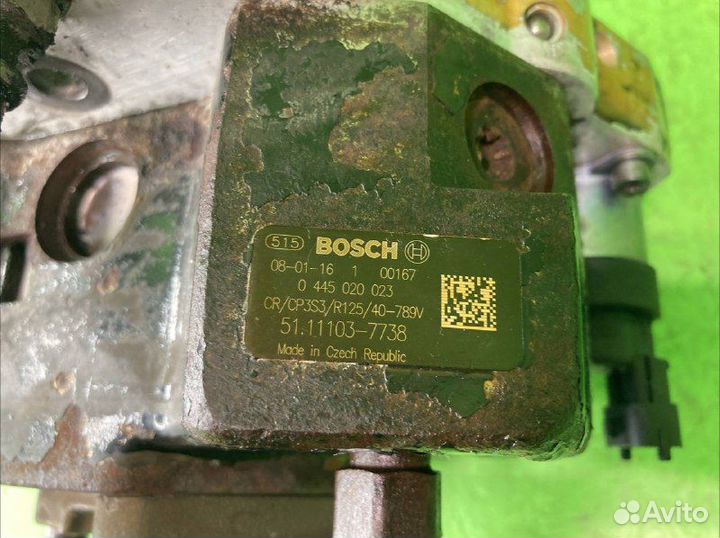 515 BOSCH
08-01-16 1 00167
0 445 020 023
CR/CP3S3/R125/40-789V
51.11103-7738
Made in Czech Republic
Avito